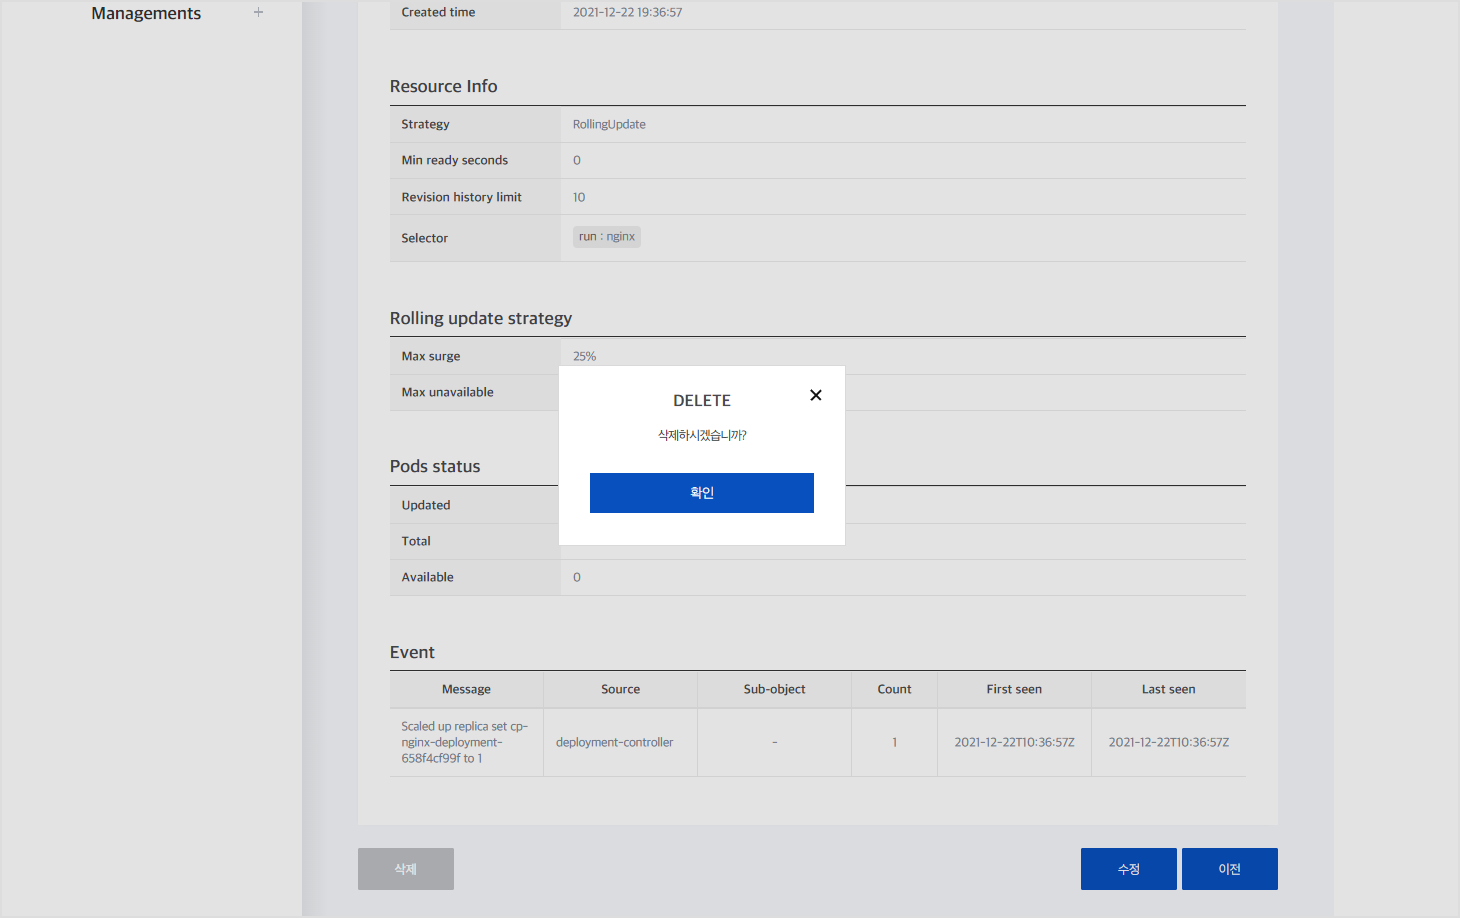 Managements
Created time 2021-12-22 19:36:57
Resource Info
Strategy RollingUpdate
Min ready seconds 0
Revision history limit 10
Selector run : nginx
Rolling update strategy
Max surge 25%
Max unavailable
DELETE
삭제하시겠습니까?
확인
Pods status
Updated
Total
Available 0
Event
Message Source Sub-object Count First seen Last seen
Scaled up replica set cp-
nginx-deployment-
658f4cf99f to 1
deployment-controller - 1 2021-12-22T10:36:57Z 2021-12-22T10:36:57Z
삭제 수정 이전